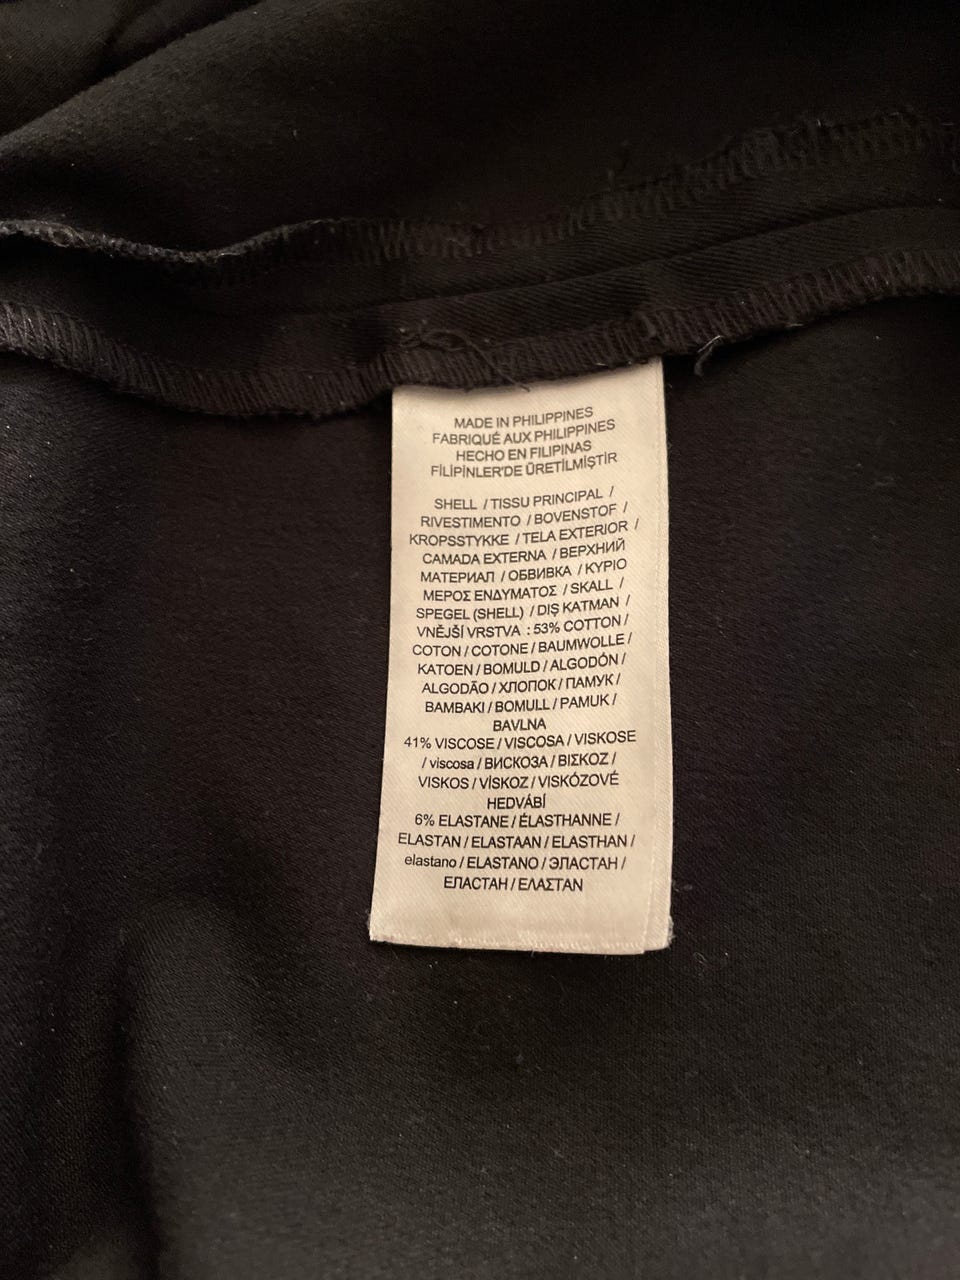 MADE IN PHILIPPINES
FABRIQUÉ AUX PHILIPPINES
HECHO EN FILIPINAS
FİLİPİNLER'DE ÜRETİLMİŞTİR
SHELL / TISSU PRINCIPAL /
RIVESTIMENTO / BOVENSTOF /
KROPSSTYKKE / TELA EXTERIOR /
CAMADA EXTERNA / ВЕРХНИЙ
МАТЕРИАЛ / ОБВИВКА / ΚΥΡΙΟ
ΜΕΡΟΣ ΕΝΔΥΜΑΤΟΣ / SKALL /
SPEGEL (SHELL) / DIŞ KATMAN /
VNĚJŠÍ VRSTVA : 53% COTTON /
COTON / COTONE / BAUMWOLLE /
KATOEN / BOMULD / ALGODÓN /
ALGODÃO / ХЛОПОК / ПАМУК /
BAMBAKI / BOMULL / PAMUK /
BAVLNA
41% VISCOSE / VISCOSA / VISKOSE
/ viscosa / ВИСКОЗА / ΒΙΣΚΟΖ /
VISKOS / VİSKOZ / VISKÓZOVÉ
HEDVÁBÍ
6% ELASTANE / ÉLASTHANNE /
ELASTAN / ELASTAAN / ELASTHAN /
elastano / ELASTANO / ЭЛАСТАН /
ЕЛАСТАН / ΕΛΑΣΤΑΝ